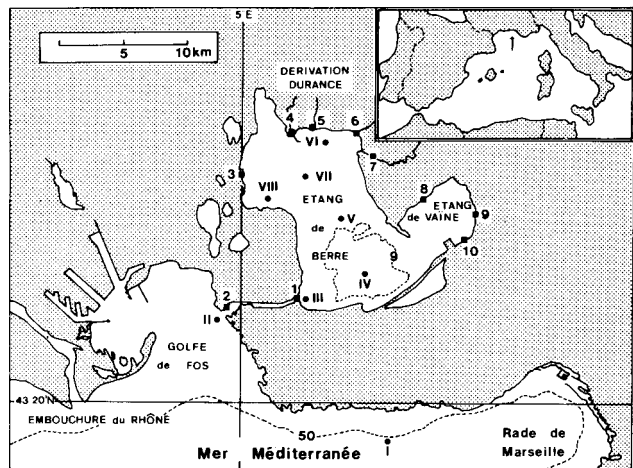 5 E
5
10km
DERIVATION
DURANCE
4
5
6
VI
7
3
VII
VIII
8
ETANG
ETANG
de VAINE
9
V
de
10
BERRE
9
IV
1
III
2
II
GOLFE
de FOS
43 20'N
EMBOUCHURE du RHÔNE
50
I
Mer Méditerranée
Rade de
Marseille